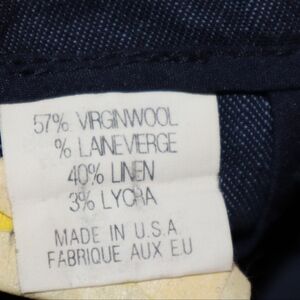 57% VIRGINWOOL
% LAINEVIERGE
40% LINEN
3% LYCRA
MADE IN U.S.A
FABRIQUE AUX E.U